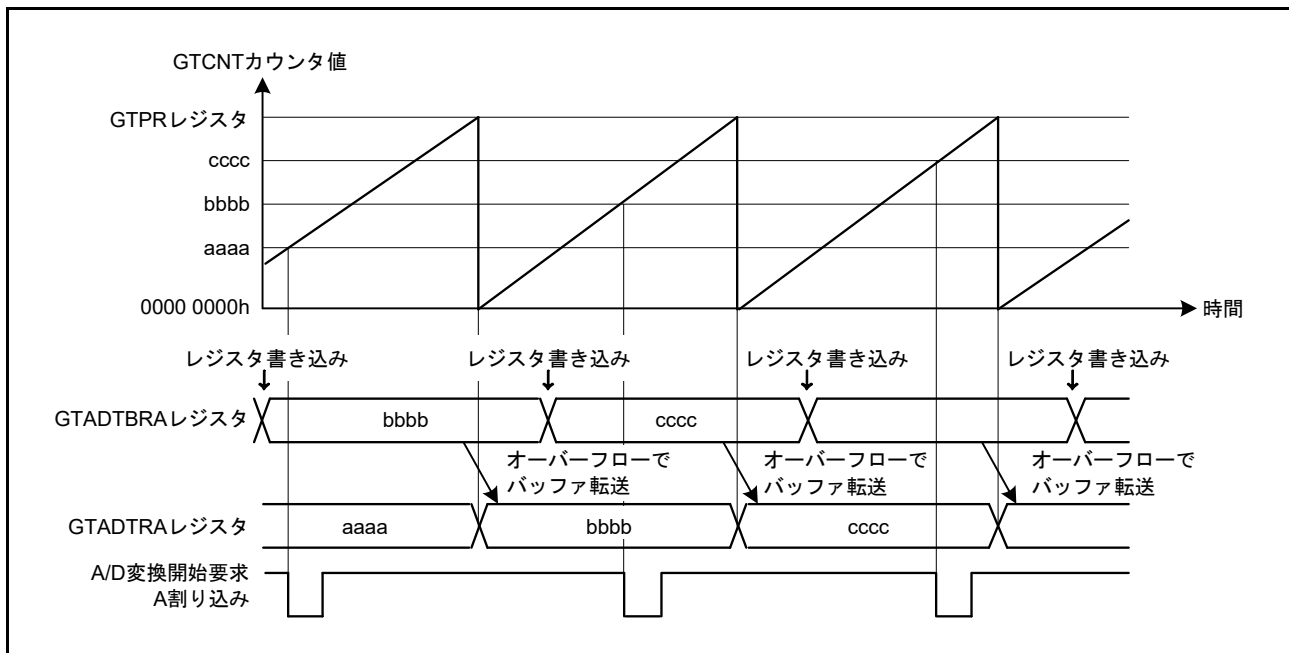 GTCNTカウンタ値
GTPRレジスタ
cccc
bbbb
aaaa
0000 0000h
時間
レジスタ書き込み
レジスタ書き込み
レジスタ書き込み
レジスタ書き込み
GTADTBRAレジスタ
bbbb
cccc
オーバーフローで
バッファ転送
オーバーフローで
バッファ転送
オーバーフローで
バッファ転送
GTADTRAレジスタ
aaaa
bbbb
cccc
A/D変換開始要求
A割り込み